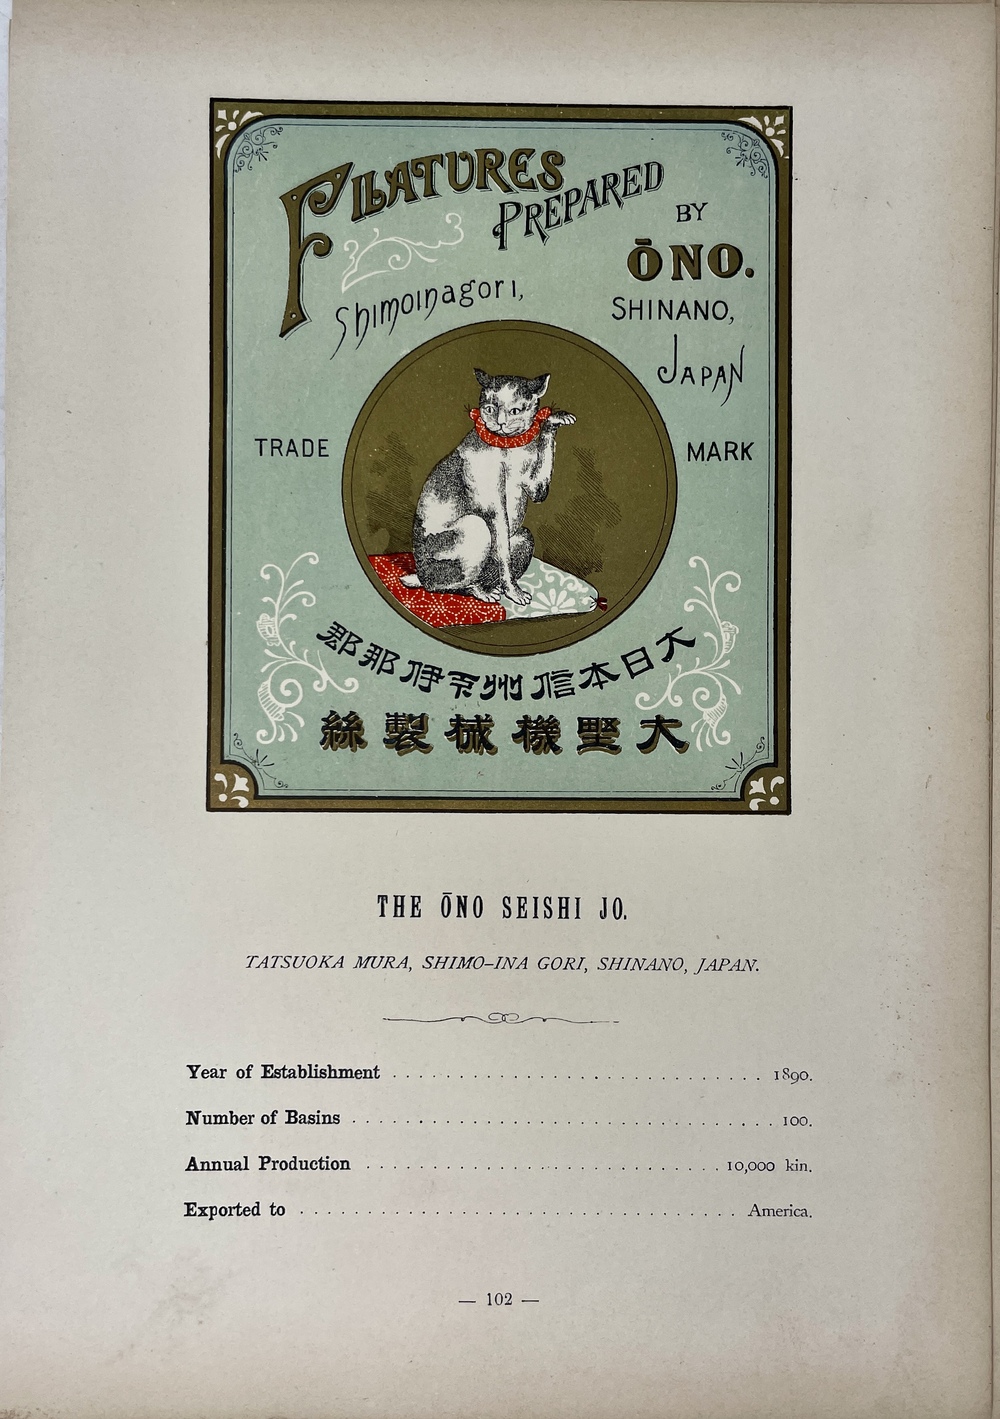 FILATURES
PREPARED
BY
ŌNO.
Shimoinagori,
SHINANO,
JAPAN
TRADE MARK
大日本信州下伊那郡
大野機械製絲
THE ŌNO SEISHI JO.
TATSUOKA MURA, SHIMO–INA GORI, SHINANO, JAPAN.
Year of Establishment . . . . . . . . . . . . . . . . . . . . . . . . . . . . 1890.
Number of Basins . . . . . . . . . . . . . . . . . . . . . . . . . . . . . . . . 100.
Annual Production . . . . . . . . . . . . . . . . . . . . . . . . . . . 10,000 kin.
Exported to . . . . . . . . . . . . . . . . . . . . . . . . . . . . . . . . . America.
— 102 —